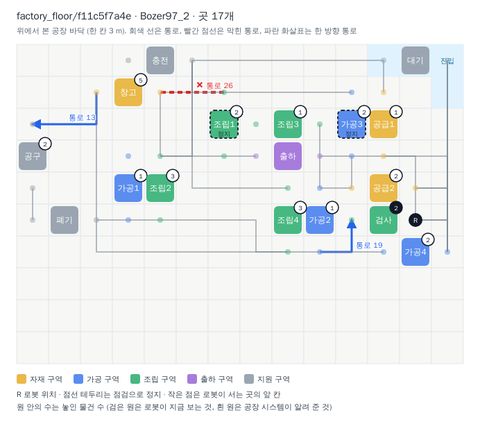 factory_floor/f11c5f7a4e · Bozer97_2 · 곳 17개
위에서 본 공장 바닥 (한 칸 3 m). 회색 선은 통로, 빨간 점선은 막힌 통로, 파란 화살표는 한 방향 통로
충전
대기
진입
창고
5
통로 26
통로 13
조립1
2
정지
조립3
1
가공3
2
정지
공급1
1
공구
2
출하
가공1
1
조립2
3
공급2
2
폐기
조립4
3
가공2
1
검사
2
R
통로 19
가공4
2
자재 구역
가공 구역
조립 구역
출하 구역
지원 구역
R 로봇 위치 · 점선 테두리는 점검으로 정지 · 작은 점은 로봇이 서는 곳의 앞 칸
원 안의 수는 놓인 물건 수 (검은 원은 로봇이 지금 보는 것, 흰 원은 공장 시스템이 알려 준 것)